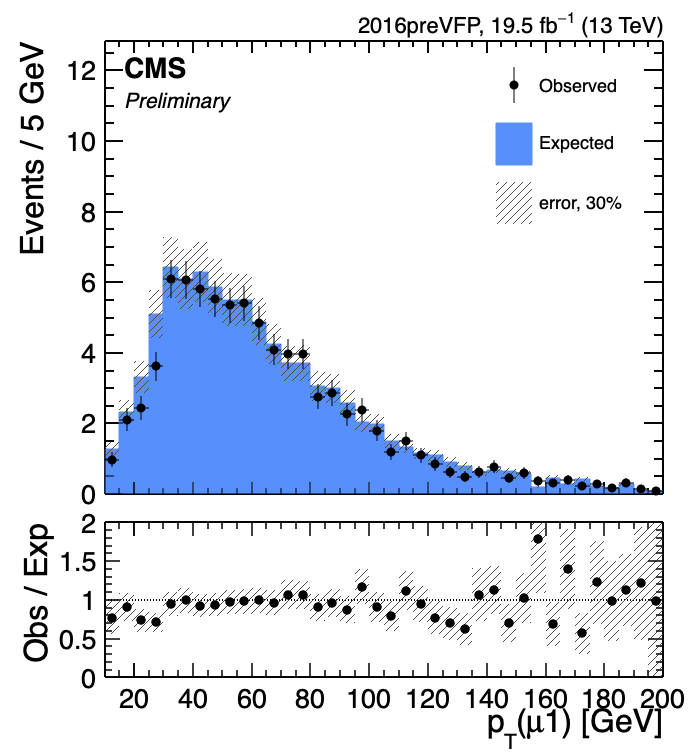 2016preVFP, 19.5 fb⁻¹ (13 TeV)
CMS
Preliminary
Observed
Expected
error, 30%
Events / 5 GeV
12
10
8
6
4
2
0
Obs / Exp
2
1.5
1
0.5
0
20 40 60 80 100 120 140 160 180 200
p_T(μ1) [GeV]